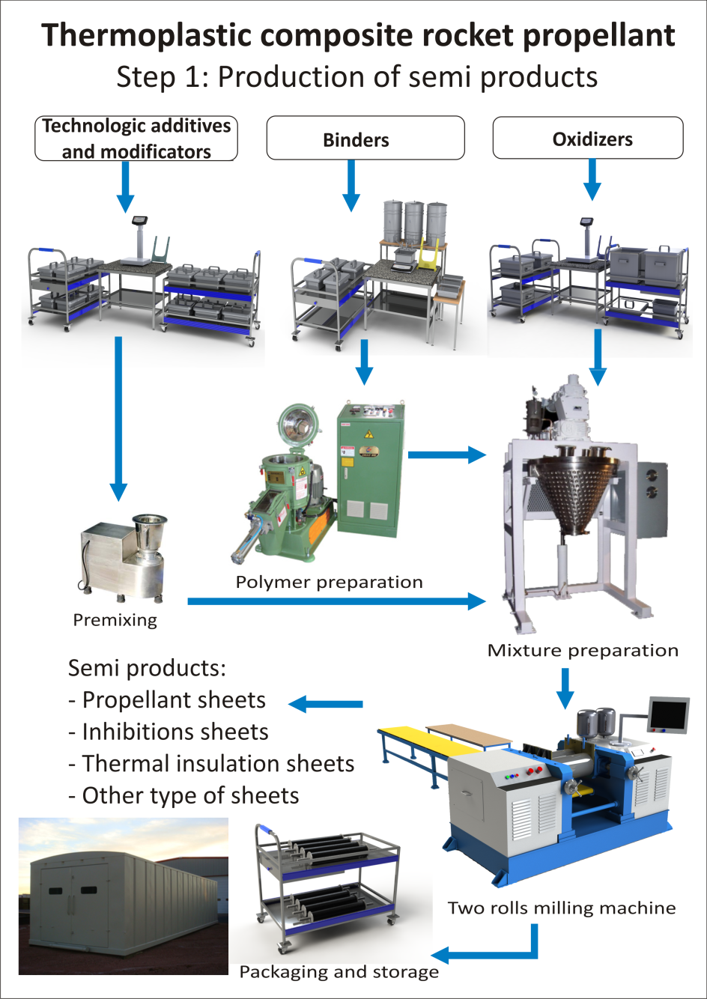 Thermoplastic composite rocket propellant
Step 1: Production of semi products
Technologic additives
and modificators
Binders
Oxidizers
Polymer preparation
Premixing
Mixture preparation
Semi products:
- Propellant sheets
- Inhibitions sheets
- Thermal insulation sheets
- Other type of sheets
Two rolls milling machine
Packaging and storage